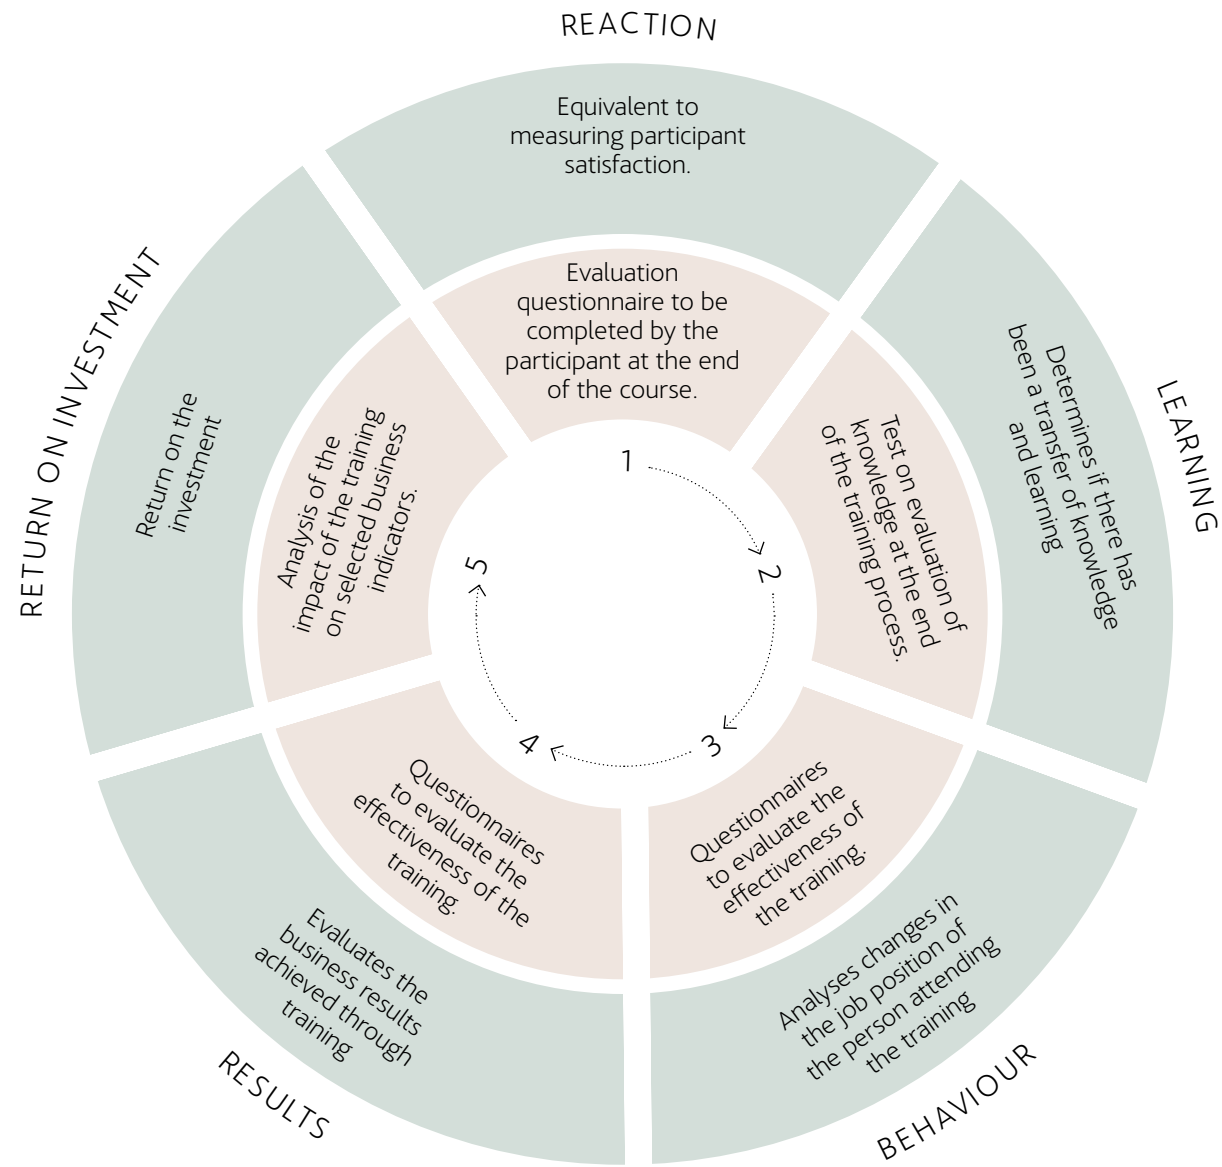 REACTION
Equivalent to
measuring participant
satisfaction.
Evaluation
questionnaire to be
completed by the
participant at the end
of the course.
1
LEARNING
Determines if there has
been a transfer of knowledge
and learning
Test on evaluation of
knowledge at the end
of the training process.
2
BEHAVIOUR
Analyses changes in
the job position of
the person attending
the training
Questionnaires
to evaluate the
effectiveness of
the training.
3
RESULTS
Evaluates the
business results
achieved through
training
Questionnaires
to evaluate the
effectiveness of the
training.
4
RETURN ON INVESTMENT
Return on the
investment
Analysis of the
impact of the training
on selected business
indicators.
5